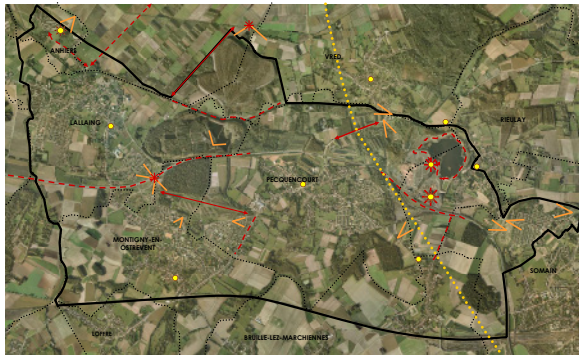 ANHIERS
VRED
LALLAING
RIEULAY
PECQUENCOURT
MONTIGNY-EN-
OSTREVENT
SOMAIN
LOFFRE
BRUILLE-LEZ-MARCHIENNES